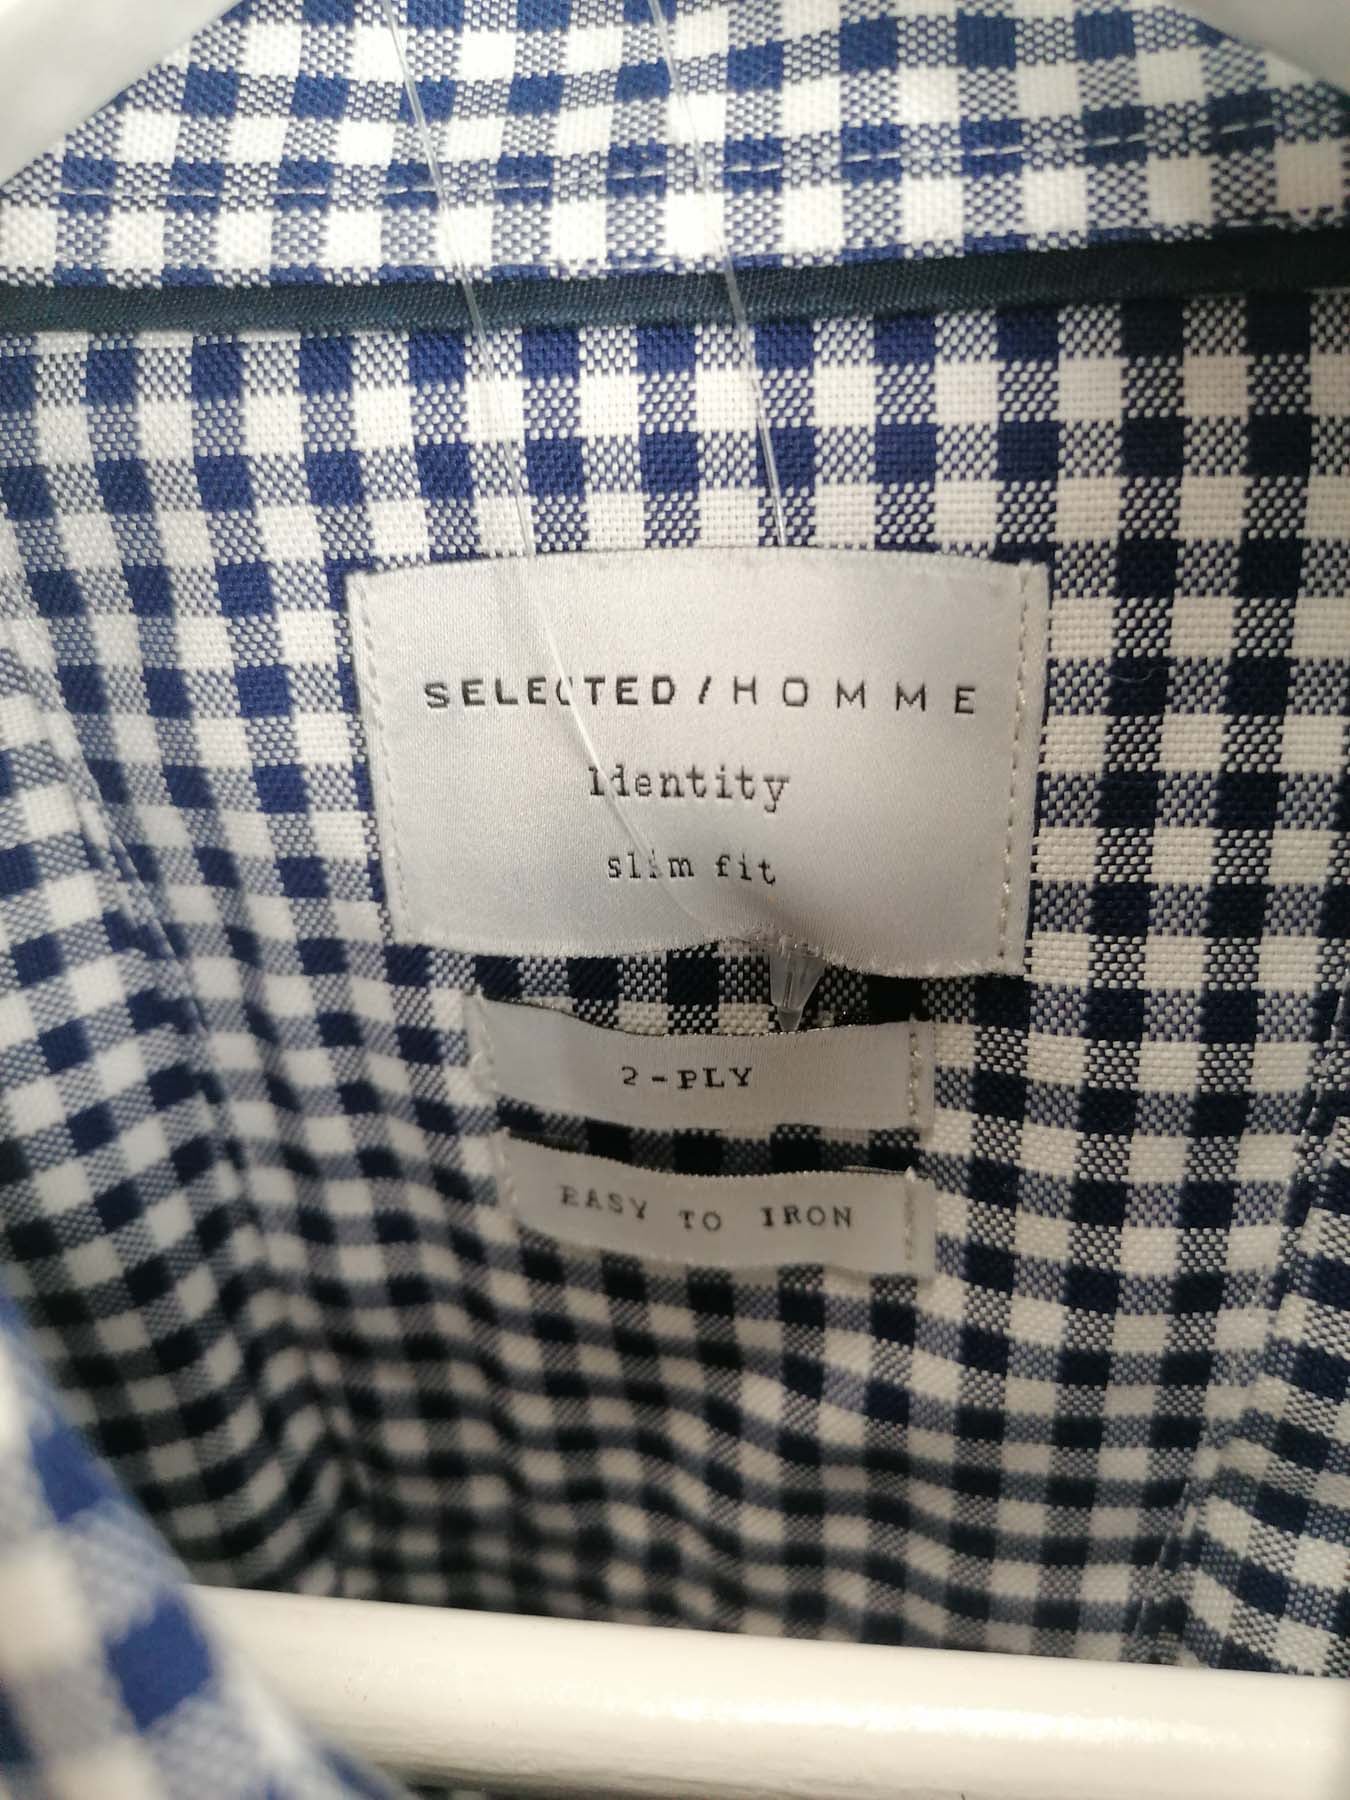 SELECTED/HOMME
Identity
slim fit
2-PLY
EASY TO IRON